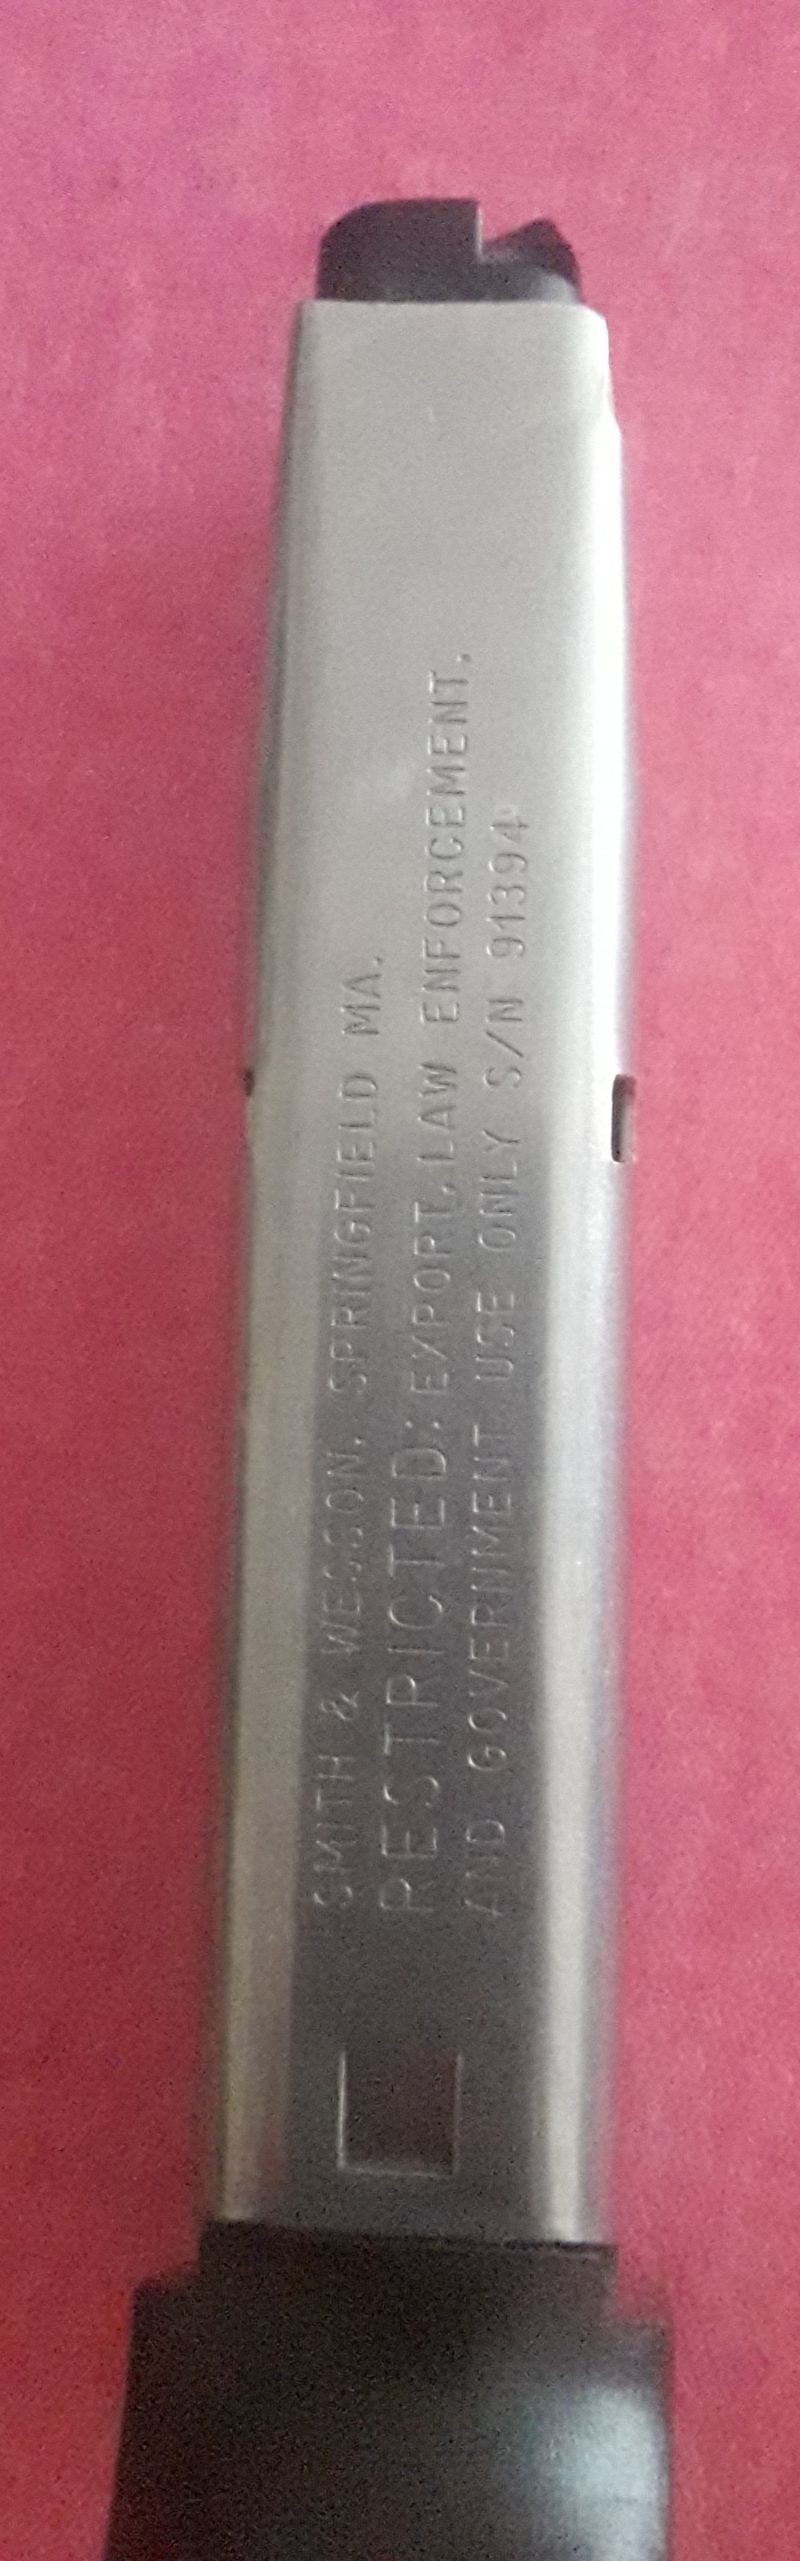 SMITH & WESSON, SPRINGFIELD MA.
RESTRICTED: EXPORT, LAW ENFORCEMENT,
AND GOVERNMENT USE ONLY S/N 91394